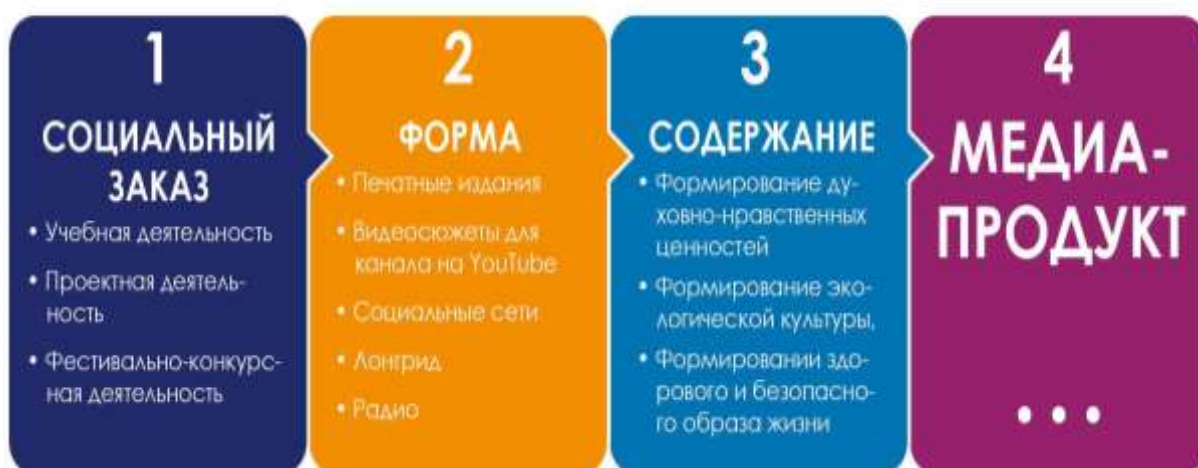 1
СОЦИАЛЬНЫЙ
ЗАКАЗ
• Учебная деятельность
• Проектная деятель-
ность
• Фестивально-конкурс-
ная деятельность
2
ФОРМА
• Печатные издания
• Видеосюжеты для
канала на YouTube
• Социальные сети
• Лонгрид
• Радио
3
СОДЕРЖАНИЕ
• Формирование ду-
ховно-нравственных
ценностей
• Формирование эко-
логической культуры,
• Формировании здо-
рового и безопасно-
го образа жизни
4
МЕДИА-
ПРОДУКТ
...